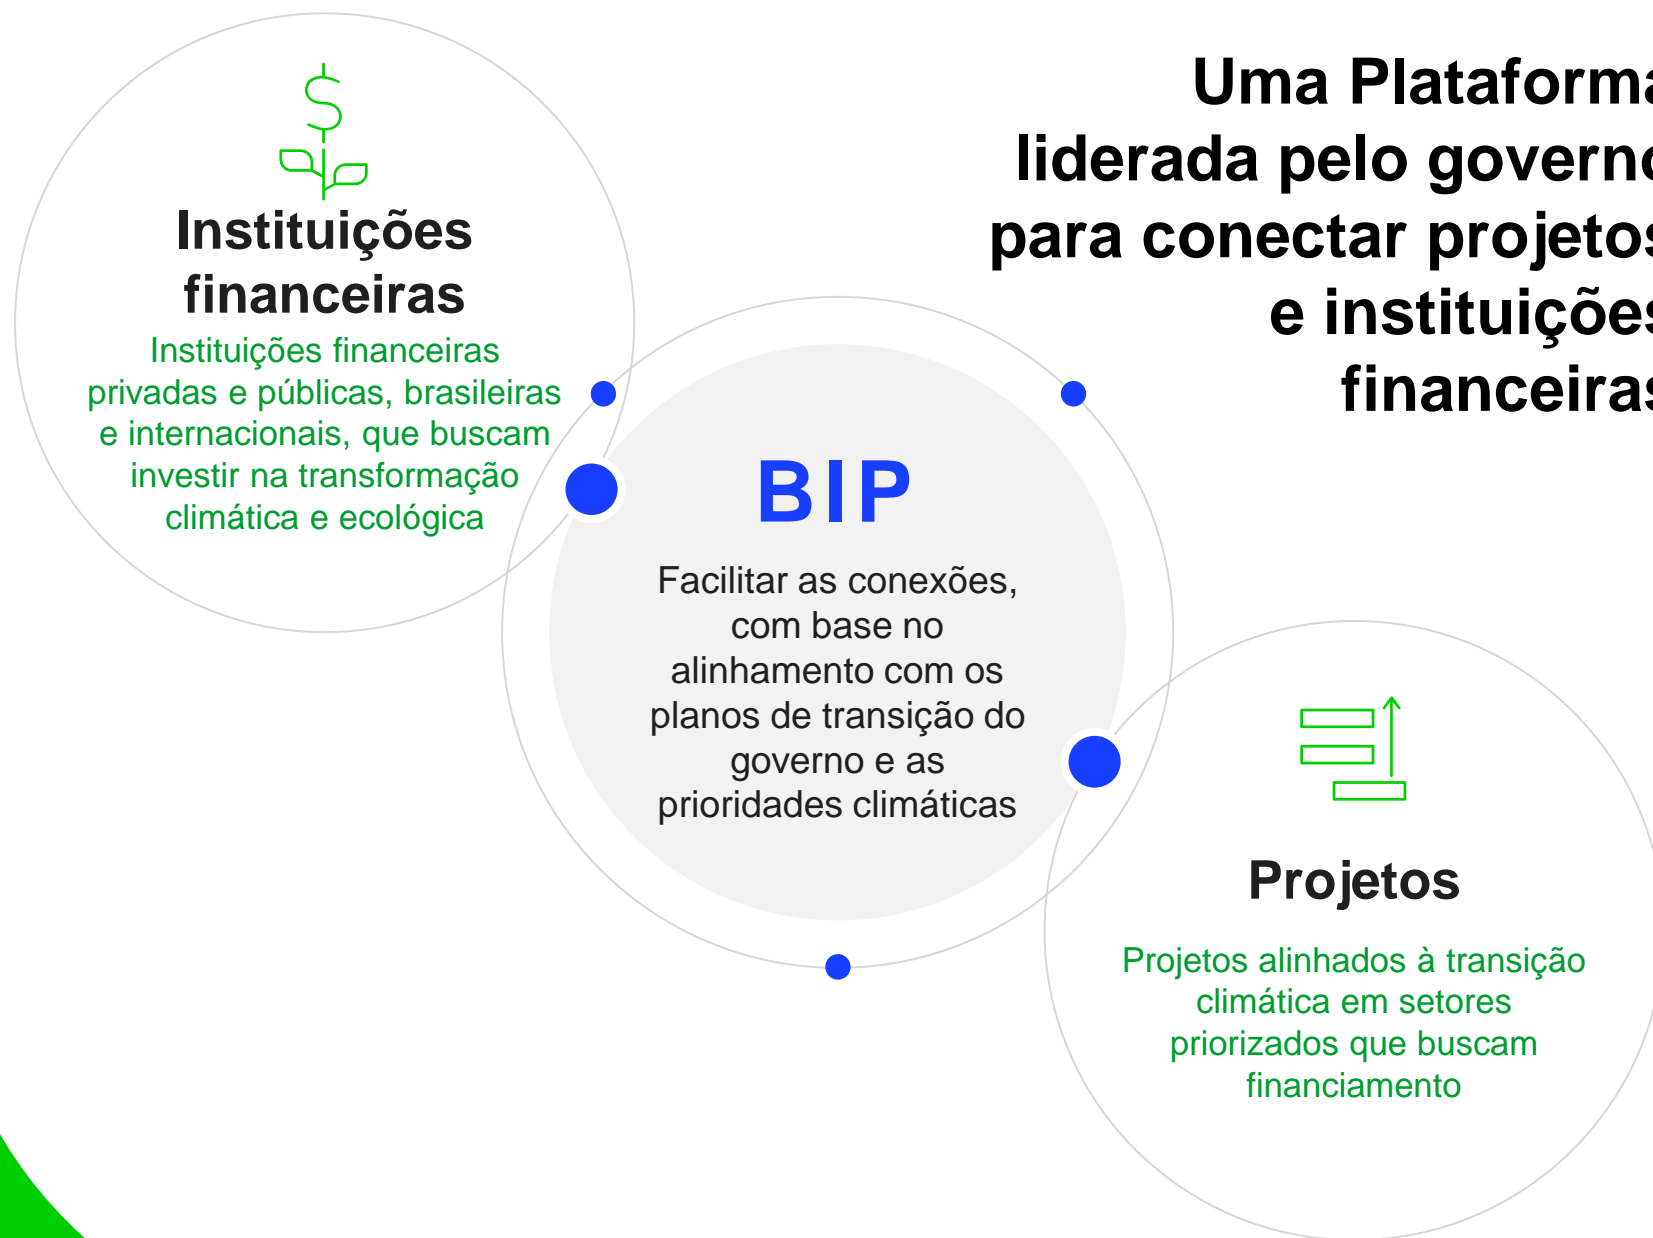 Uma Plataforma
liderada pelo governo
para conectar projetos
e instituições
financeiras
Instituições
financeiras
Instituições financeiras
privadas e públicas, brasileiras
e internacionais, que buscam
investir na transformação
climática e ecológica
BIP
Facilitar as conexões,
com base no
alinhamento com os
planos de transição do
governo e as
prioridades climáticas
Projetos
Projetos alinhados à transição
climática em setores
priorizados que buscam
financiamento